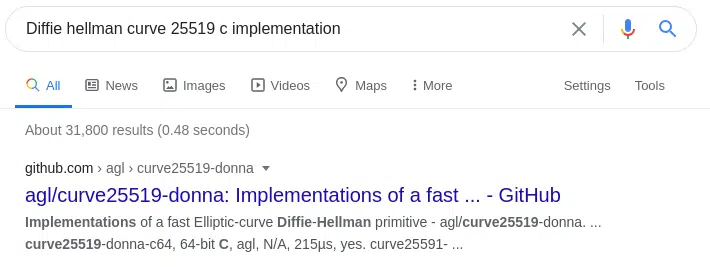 Diffie hellman curve 25519 c implementation
All News Images Videos Maps More Settings Tools
About 31,800 results (0.48 seconds)
github.com › agl › curve25519-donna
agl/curve25519-donna: Implementations of a fast ... - GitHub
Implementations of a fast Elliptic-curve Diffie-Hellman primitive - agl/curve25519-donna. ...
curve25519-donna-c64, 64-bit C, agl, N/A, 215µs, yes. curve25591- ...